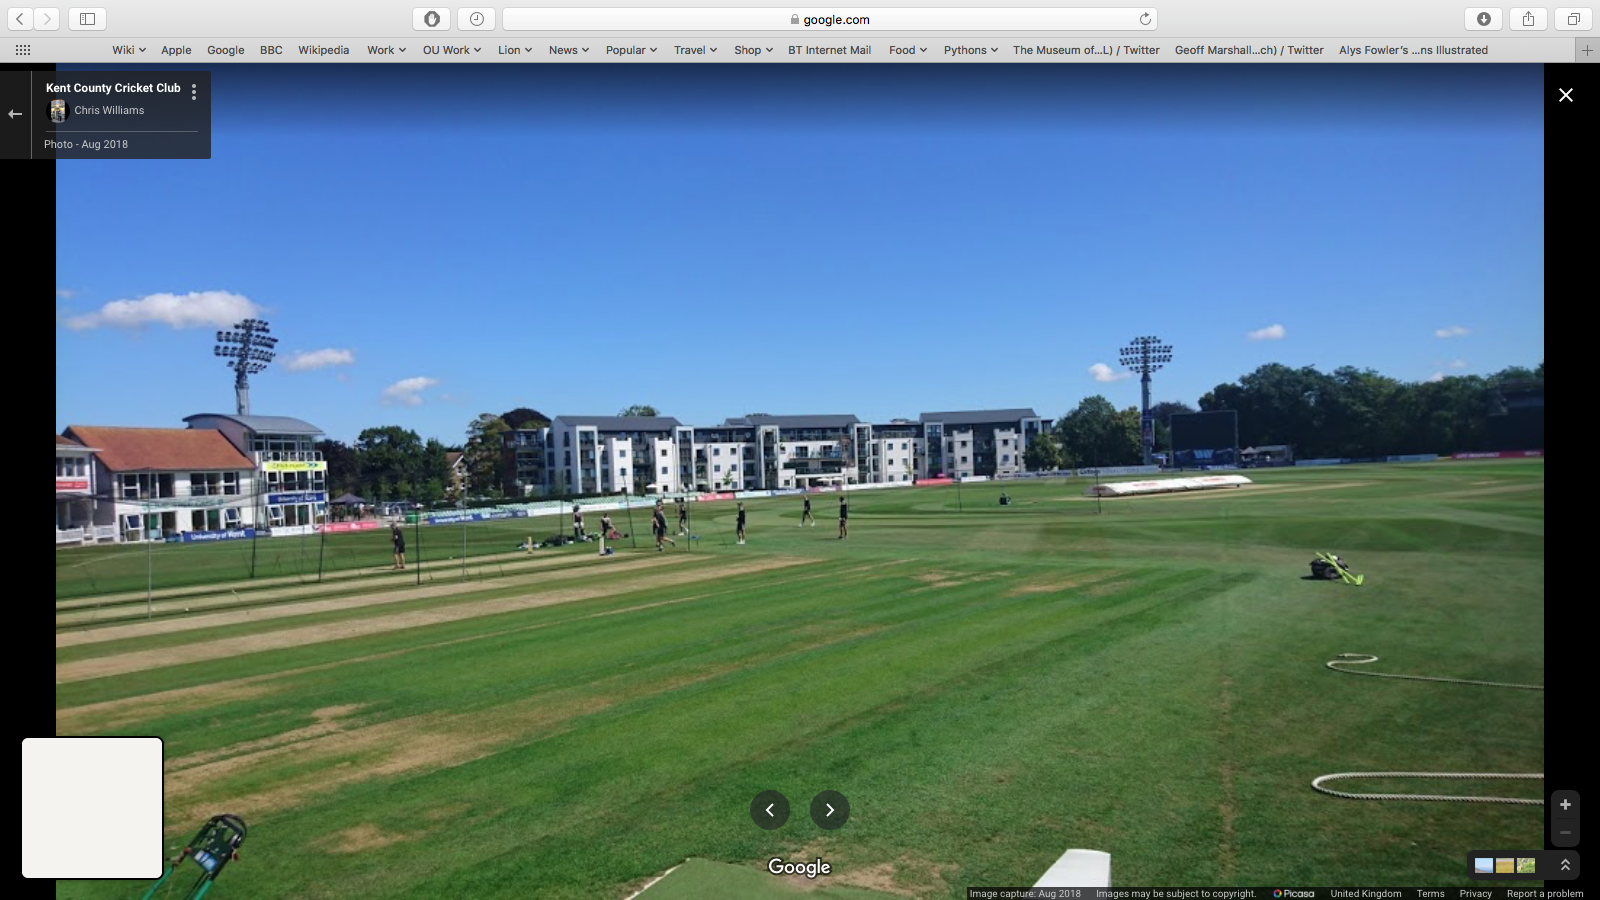 google.com
Wiki Apple Google BBC Wikipedia Work OU Work Lion News Popular Travel Shop BT Internet Mail Food Pythons The Museum of...L) / Twitter Geoff Marshall...ch) / Twitter Alys Fowler's ...ns Illustrated
Kent County Cricket Club
Chris Williams
Photo - Aug 2018
University of Kent
Google
Image capture: Aug 2018 Images may be subject to copyright. Picasa United Kingdom Terms Privacy Report a problem